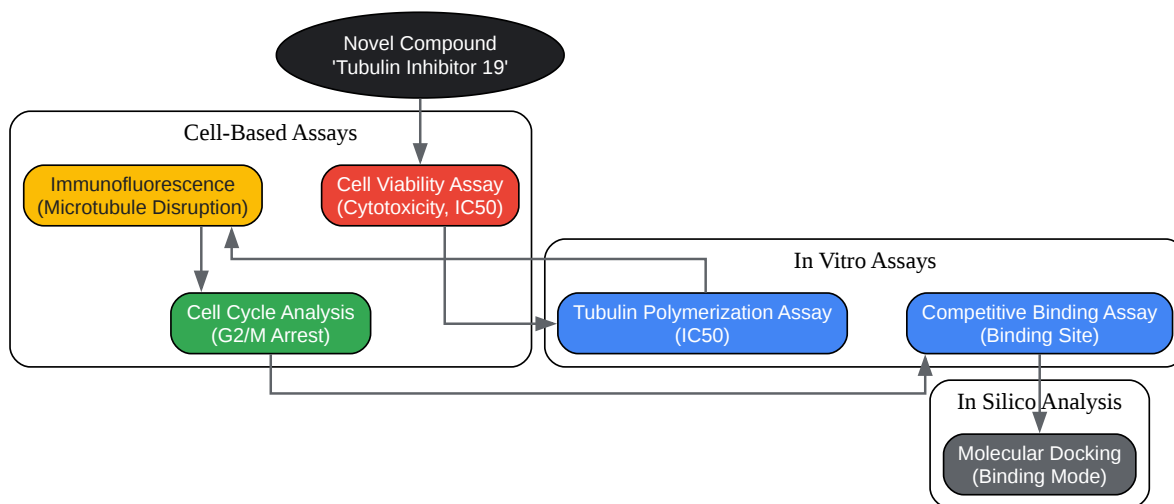 Novel Compound
'Tubulin Inhibitor 19'
Cell-Based Assays
Immunofluorescence
(Microtubule Disruption)
Cell Viability Assay
(Cytotoxicity, IC50)
In Vitro Assays
Cell Cycle Analysis
(G2/M Arrest)
Tubulin Polymerization Assay
(IC50)
Competitive Binding Assay
(Binding Site)
In Silico Analysis
Molecular Docking
(Binding Mode)